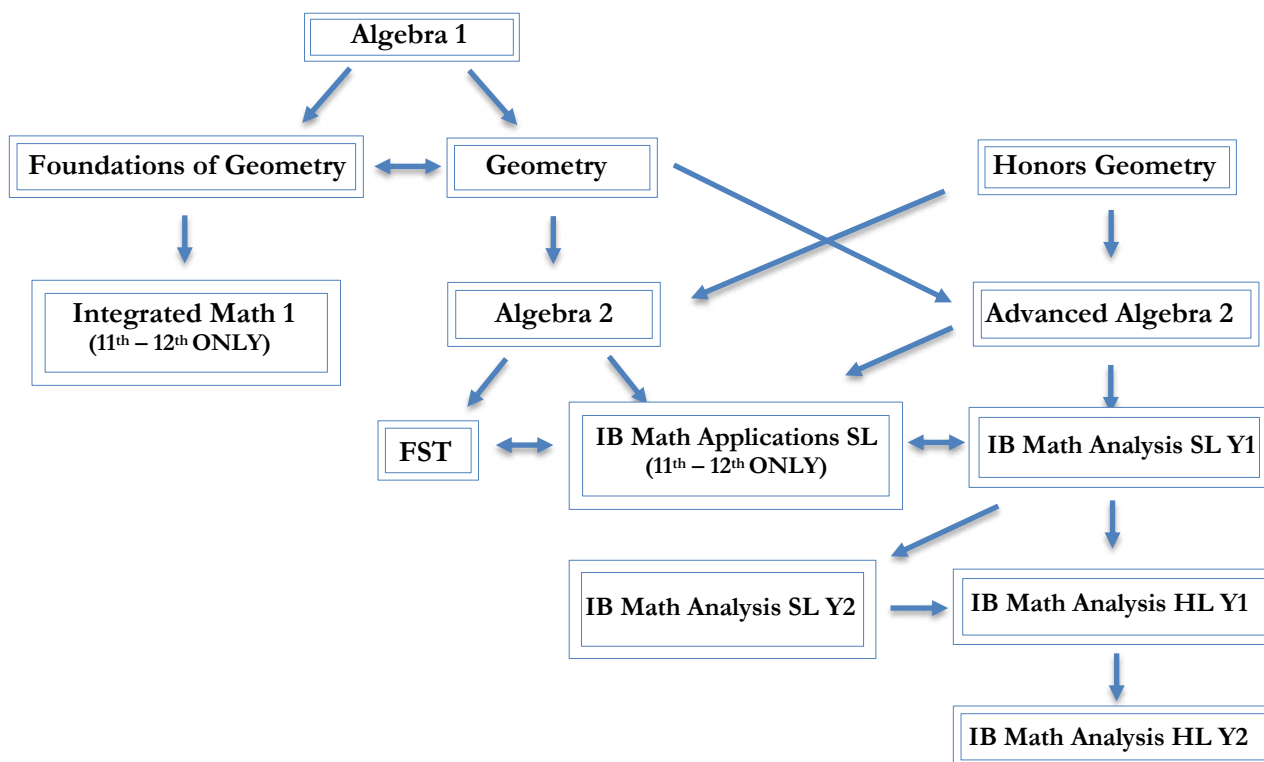 Algebra 1
Foundations of Geometry
Geometry
Honors Geometry
Integrated Math 1
(11th – 12th ONLY)
Algebra 2
Advanced Algebra 2
FST
IB Math Applications SL
(11th – 12th ONLY)
IB Math Analysis SL Y1
IB Math Analysis SL Y2
IB Math Analysis HL Y1
IB Math Analysis HL Y2